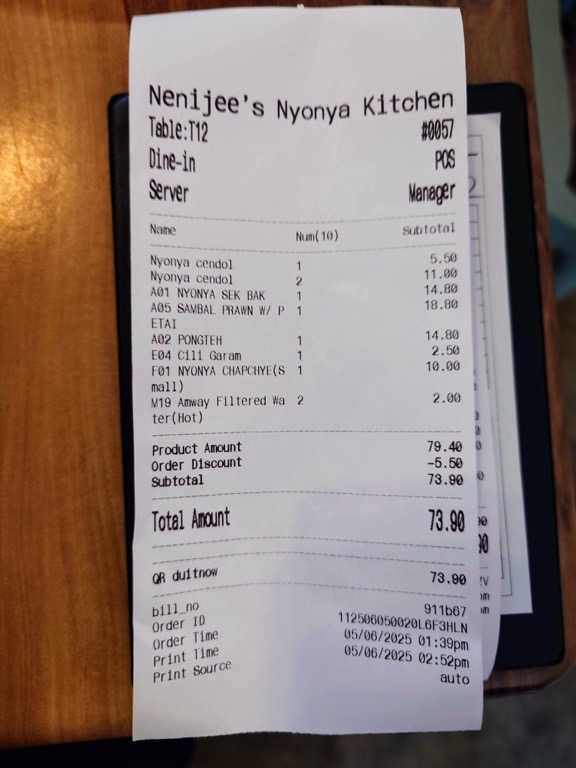 Nenijee's Nyonya Kitchen
Table:T12 #0057
Dine-in POS
Server Manager
Name Num(10) Subtotal
Nyonya cendol 1 5.50
Nyonya cendol 2 11.00
A01 NYONYA SEK BAK 1 14.80
A05 SAMBAL PRAWN W/ P 1 18.80
ETAI
A02 PONGTEH 1 14.80
E04 Cili Garam 1 2.50
F01 NYONYA CHAPCHYE(S 1 10.00
mall)
M19 Amway Filtered Wa 2 2.00
ter(Hot)
Product Amount 79.40
Order Discount -5.50
Subtotal 73.90
Total Amount 73.90
QR duitnow 73.90
bill_no 911b67
Order ID 112506050020L6F3HLN
Order Time 05/06/2025 01:39pm
Print Time 05/06/2025 02:52pm
Print Source auto